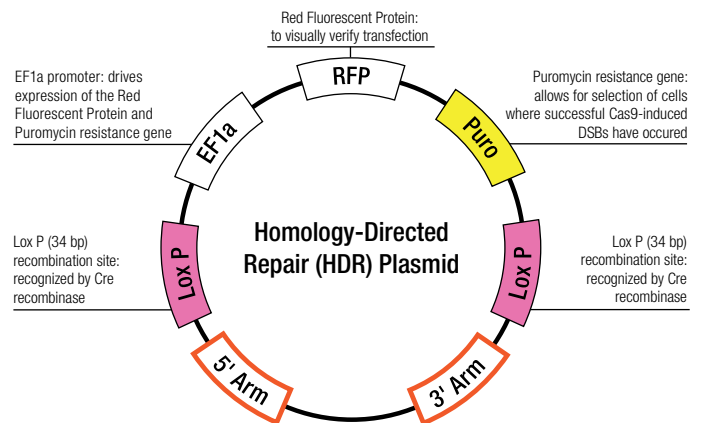 Red Fluorescent Protein:
to visually verify transfection
RFP
EF1a promoter: drives
expression of the Red
Fluorescent Protein and
Puromycin resistance gene
EF1a
Puro
Puromycin resistance gene:
allows for selection of cells
where successful Cas9-induced
DSBs have occured
Lox P (34 bp)
recombination site:
recognized by Cre
recombinase
Lox P
Homology-Directed
Repair (HDR) Plasmid
Lox P
Lox P (34 bp)
recombination site:
recognized by Cre
recombinase
5' Arm
3' Arm